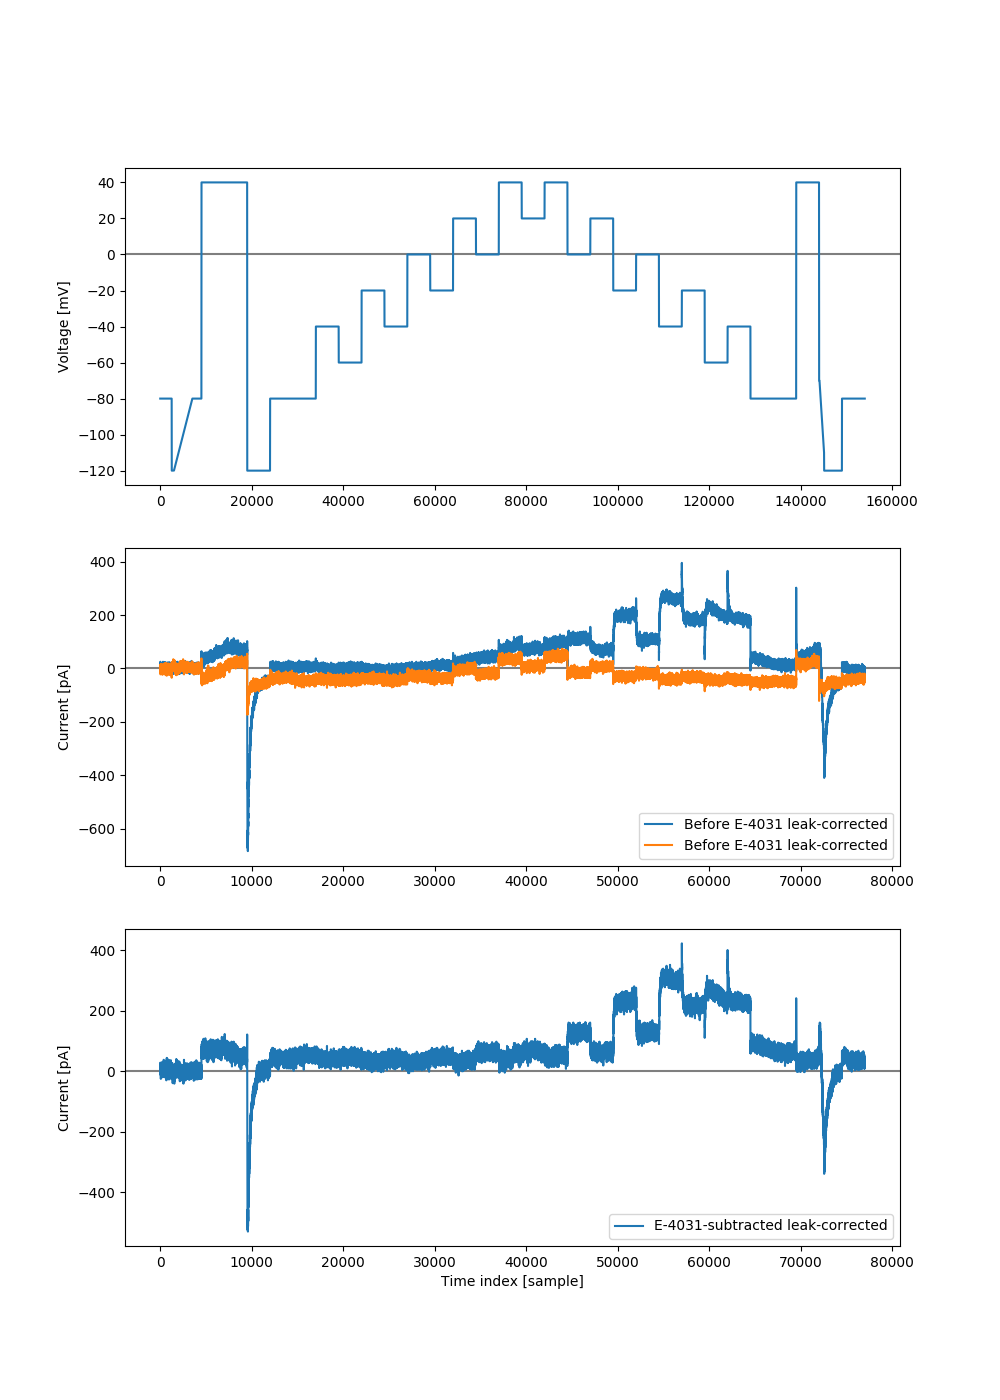 40
20
0
−20
−40
−60
−80
−100
−120
Voltage [mV]
0 20000 40000 60000 80000 100000 120000 140000 160000
400
200
0
−200
−400
−600
Current [pA]
Before E-4031 leak-corrected
Before E-4031 leak-corrected
0 10000 20000 30000 40000 50000 60000 70000 80000
400
200
0
−200
−400
Current [pA]
E-4031-subtracted leak-corrected
0 10000 20000 30000 40000 50000 60000 70000 80000
Time index [sample]